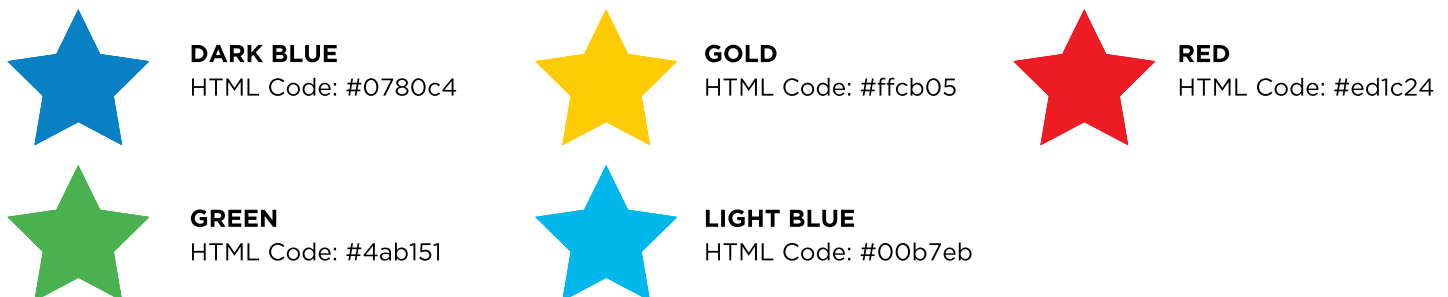 DARK BLUE
HTML Code: #0780c4
GOLD
HTML Code: #ffcb05
RED
HTML Code: #ed1c24
GREEN
HTML Code: #4ab151
LIGHT BLUE
HTML Code: #00b7eb